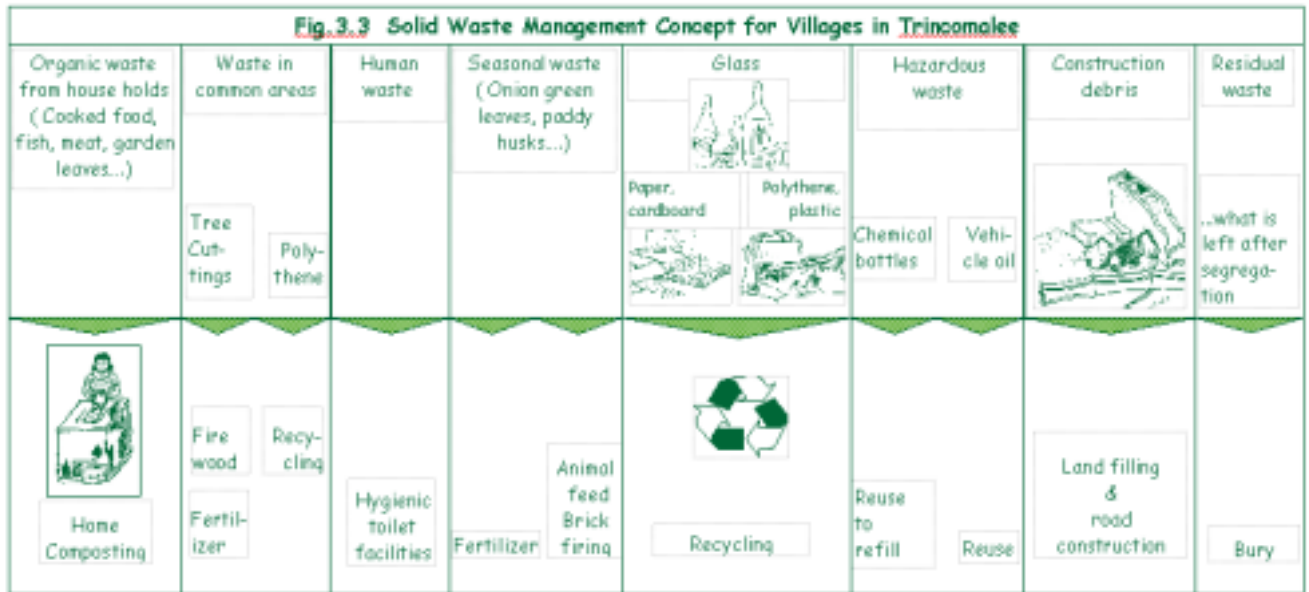 Fig.3.3 Solid Waste Management Concept for Villages in Trincomalee
Organic waste
from house holds
(Cooked food,
fish, meat, garden
leaves...)
Waste in
common areas
Tree
Cut-
tings
Poly-
thene
Human
waste
Seasonal waste
(Onion green
leaves, paddy
husks...)
Glass
Paper,
cardboard
Polythene,
plastic
Hazardous
waste
Chemical
bottles
Vehi-
cle oil
Construction
debris
Residual
waste
...what is
left after
segrega-
tion
Home
Composting
Fire
wood
Recy-
cling
Fertil-
izer
Hygienic
toilet
facilities
Fertilizer
Animal
feed
Brick
firing
Recycling
Reuse
to
refill
Reuse
Land filling
&
road
construction
Bury